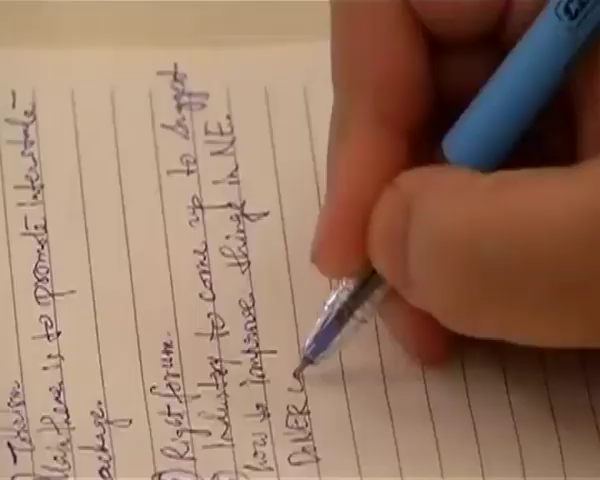 Tourism
here is to promote Interstate-
package.
Right forum.
Industry to come up to suggest
how to improve things in NE.
DoNER